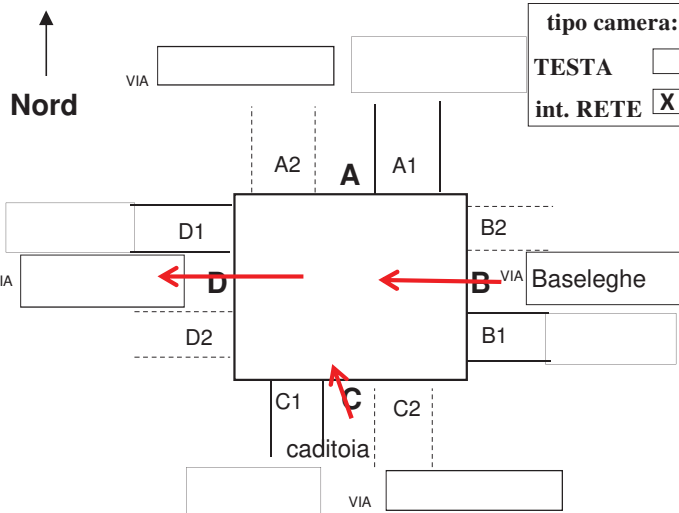 tipo camera:
VIA
TESTA
Nord
int. RETE X
A2 A A1
D1 B2
VIA D B VIA Baseleghe
D2 B1
C1 C C2
caditoia
VIA